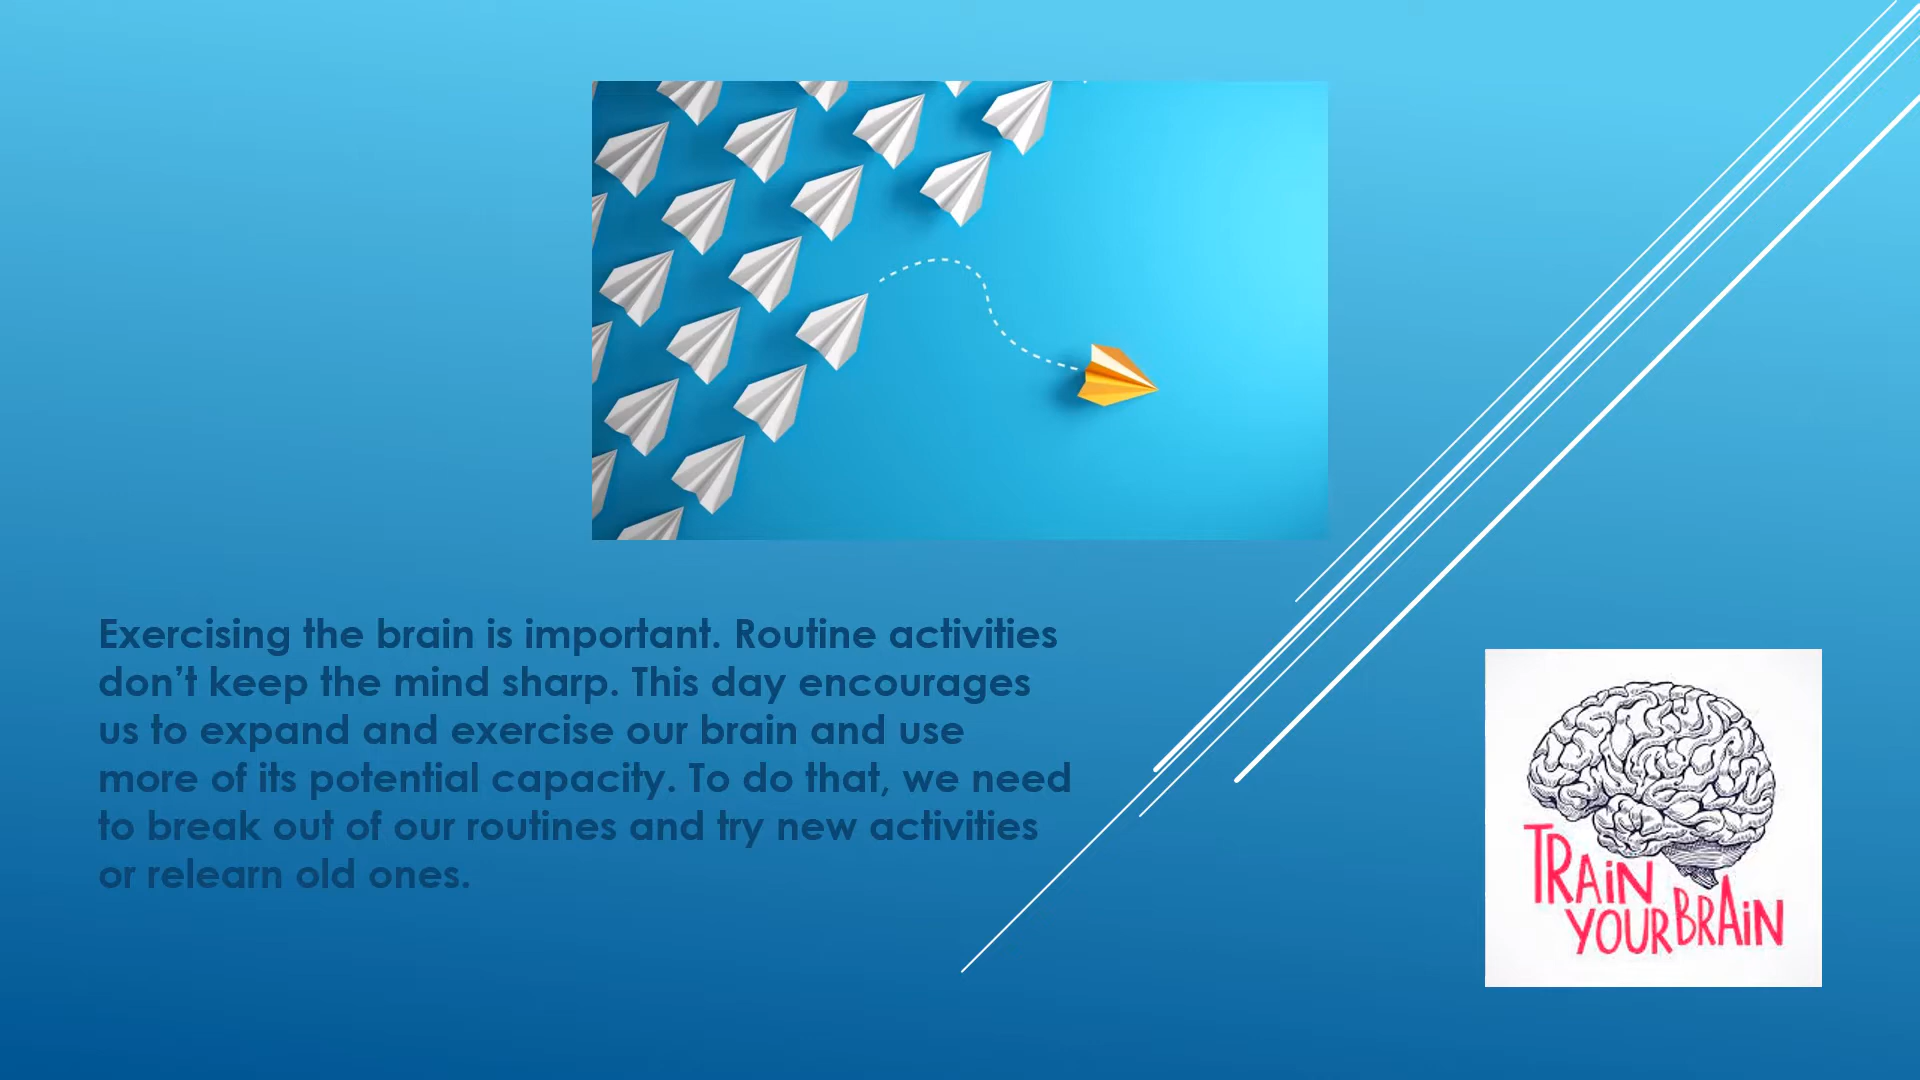 Exercising the brain is important. Routine activities
don’t keep the mind sharp. This day encourages
us to expand and exercise our brain and use
more of its potential capacity. To do that, we need
to break out of our routines and try new activities
or relearn old ones.
TRAiN
YOUR BRAiN